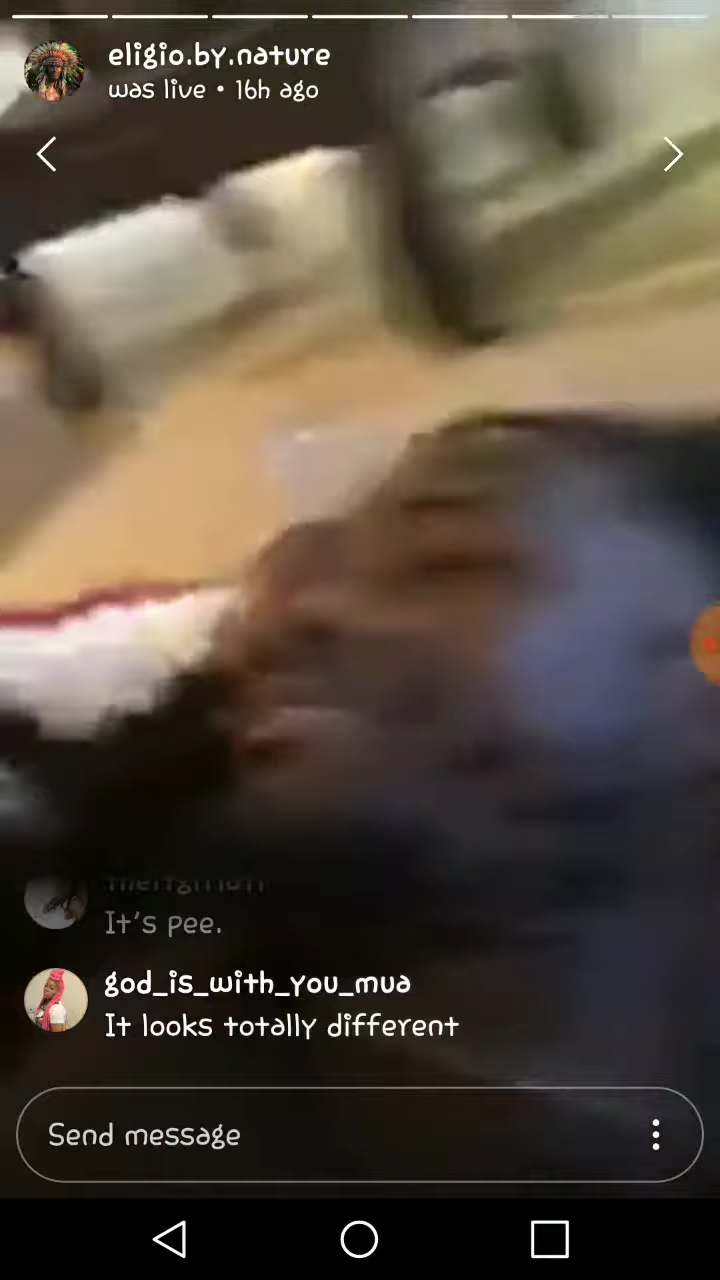 eligio.by.nature
was live • 16h ago
It's pee.
god_is_with_you_mua
It looks totally different
Send message